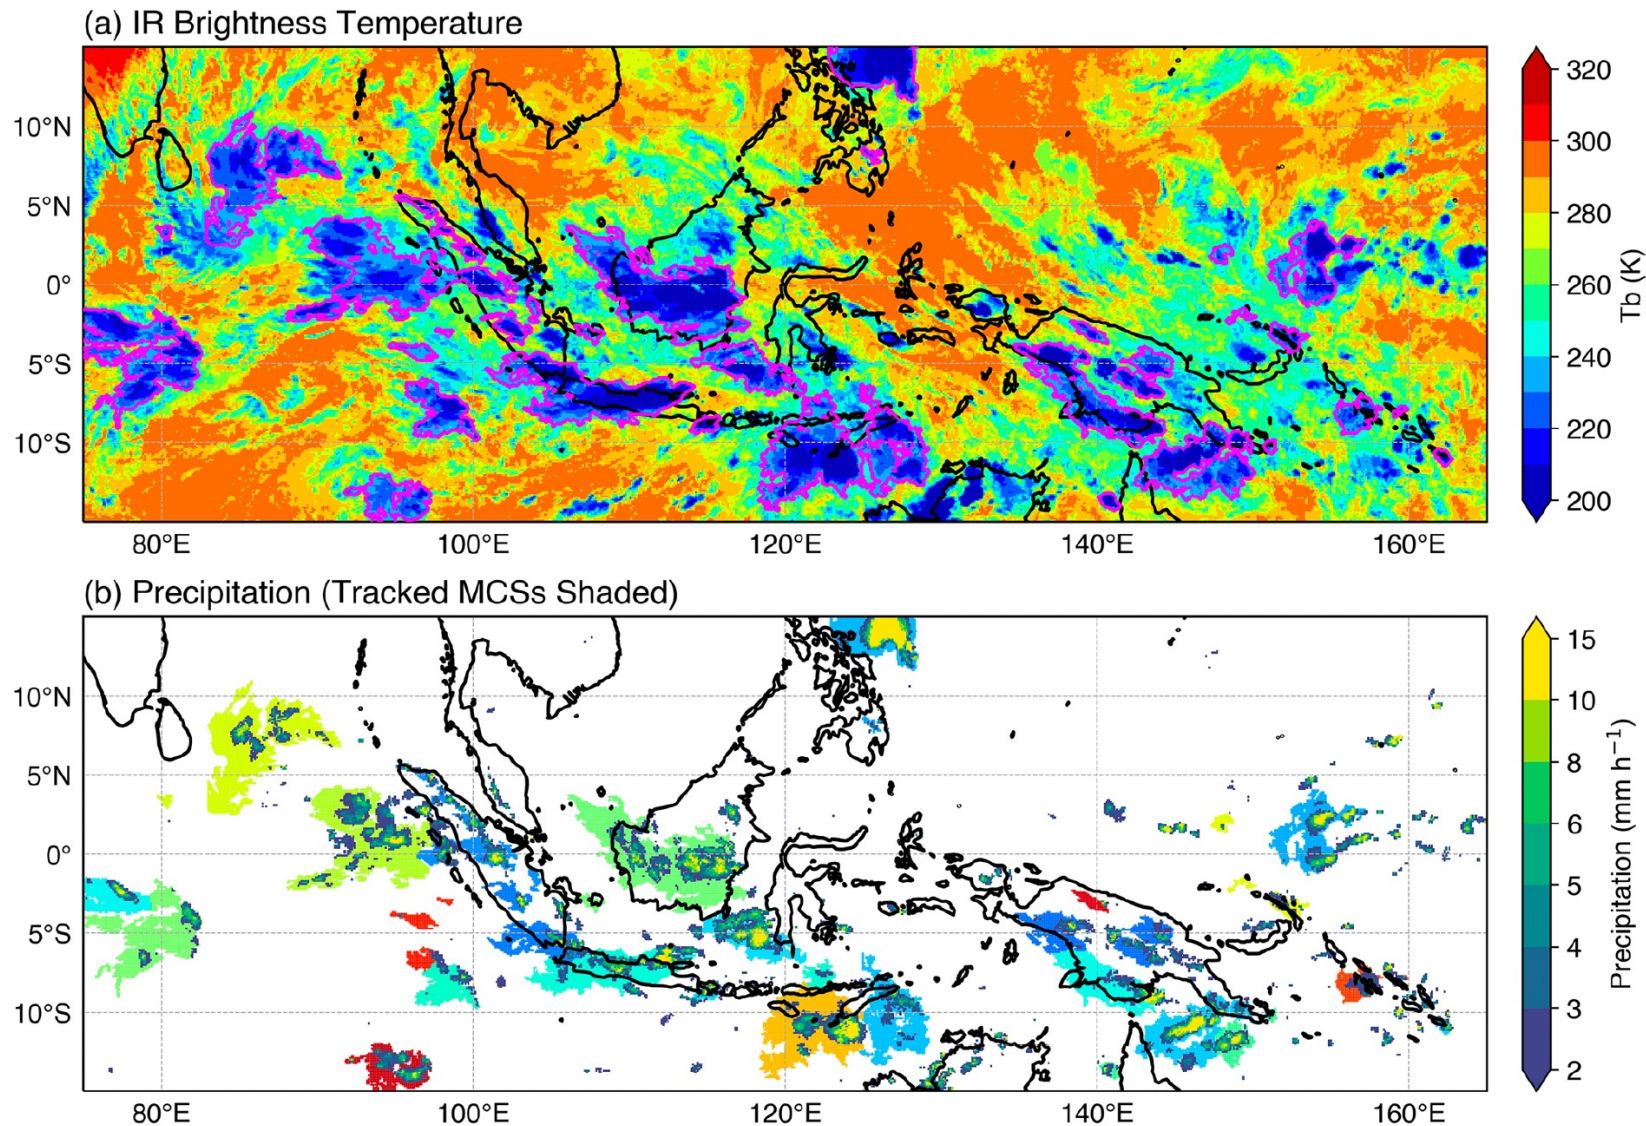 (a) IR Brightness Temperature
10°N
5°N
0°
5°S
10°S
80°E
100°E
120°E
140°E
160°E
320
300
280
260
240
220
200
Tb (K)
(b) Precipitation (Tracked MCSs Shaded)
10°N
5°N
0°
5°S
10°S
80°E
100°E
120°E
140°E
160°E
15
10
8
6
5
4
3
2
Precipitation (mm h⁻¹)